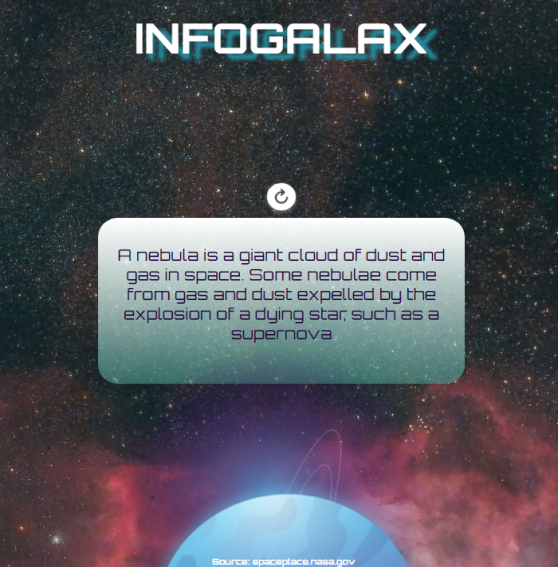 INFOGALAX
A nebula is a giant cloud of dust and
gas in space. Some nebulae come
from gas and dust expelled by the
explosion of a dying star, such as a
supernova
Source: spaceplace.nasa.gov